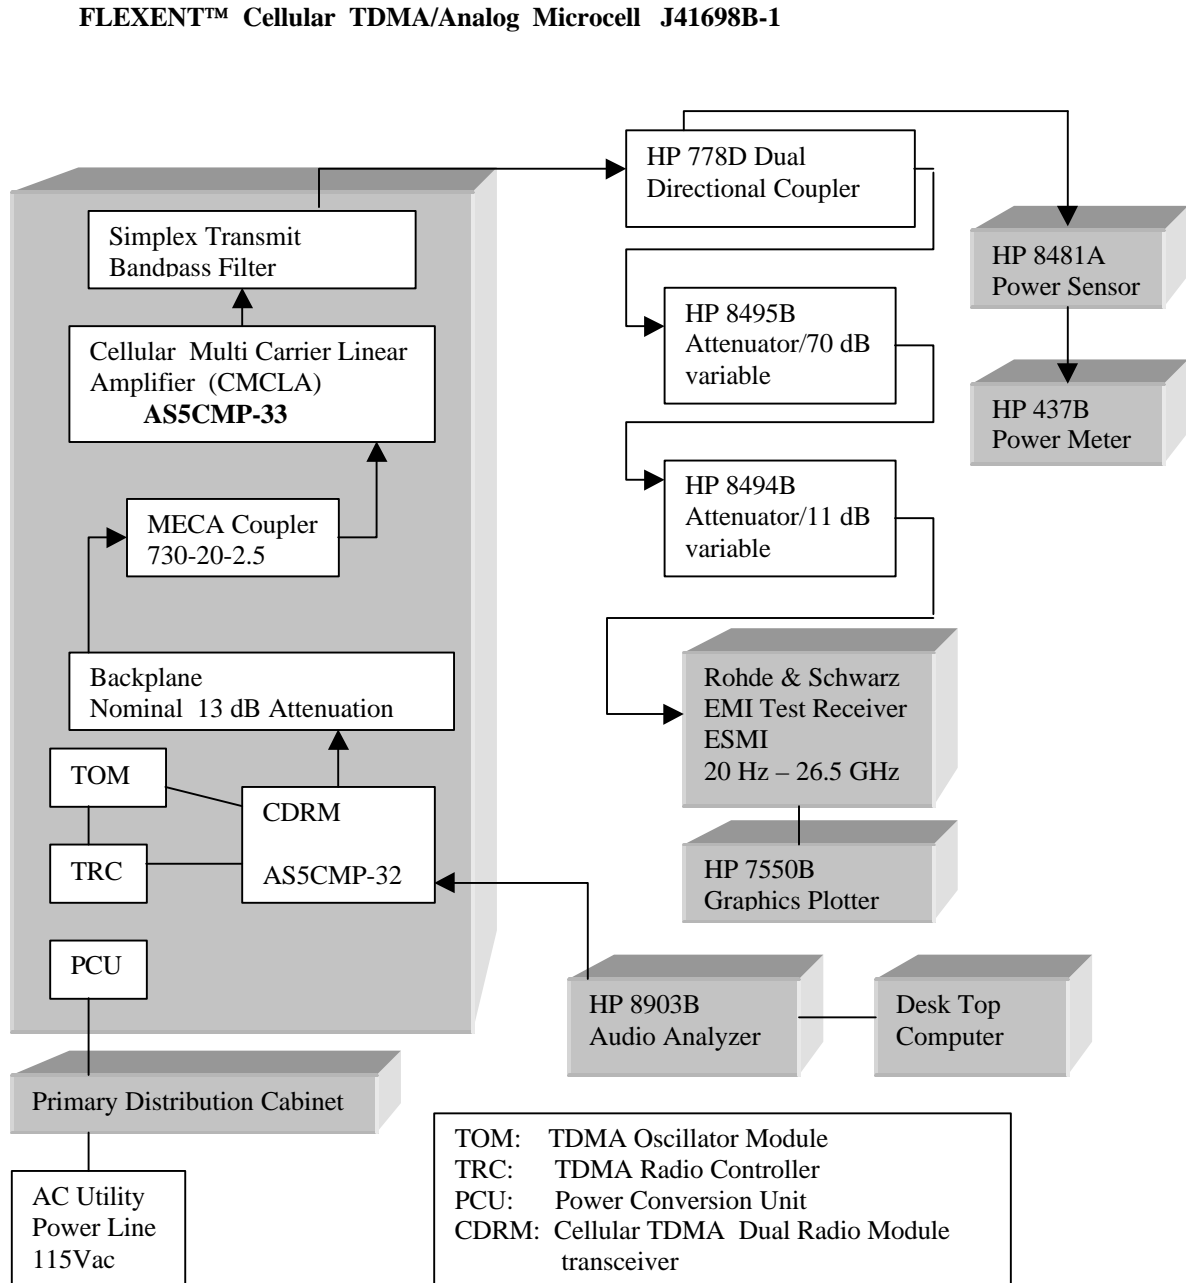 FLEXENT™ Cellular TDMA/Analog Microcell J41698B-1
HP 778D Dual
Directional Coupler
Simplex Transmit
Bandpass Filter
HP 8481A
Power Sensor
HP 8495B
Attenuator/70 dB
variable
Cellular Multi Carrier Linear
Amplifier (CMCLA)
AS5CMP-33
HP 437B
Power Meter
HP 8494B
Attenuator/11 dB
variable
MECA Coupler
730-20-2.5
Backplane
Nominal 13 dB Attenuation
Rohde & Schwarz
EMI Test Receiver
ESMI
20 Hz – 26.5 GHz
TOM
CDRM
AS5CMP-32
TRC
HP 7550B
Graphics Plotter
PCU
HP 8903B
Audio Analyzer
Desk Top
Computer
Primary Distribution Cabinet
TOM: TDMA Oscillator Module
TRC: TDMA Radio Controller
PCU: Power Conversion Unit
CDRM: Cellular TDMA Dual Radio Module
transceiver
AC Utility
Power Line
115Vac